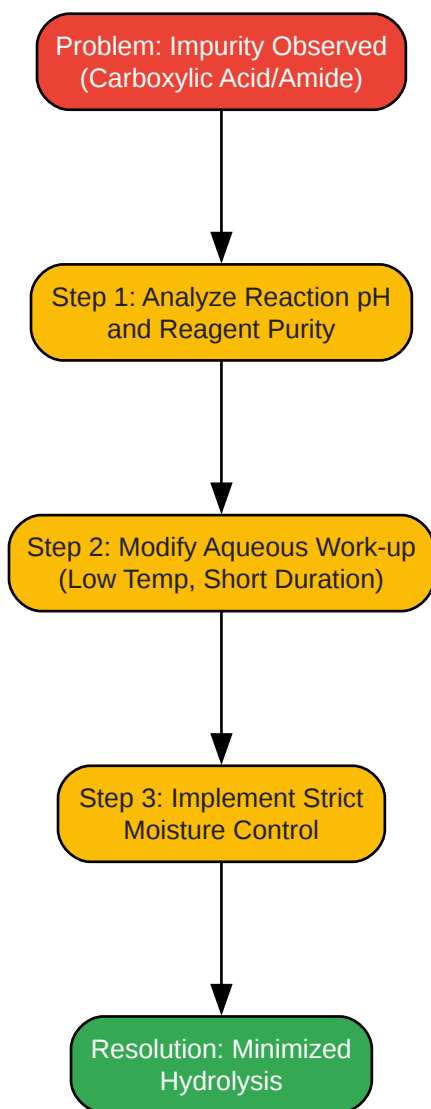 Problem: Impurity Observed
(Carboxylic Acid/Amide)
Step 1: Analyze Reaction pH
and Reagent Purity
Step 2: Modify Aqueous Work-up
(Low Temp, Short Duration)
Step 3: Implement Strict
Moisture Control
Resolution: Minimized
Hydrolysis